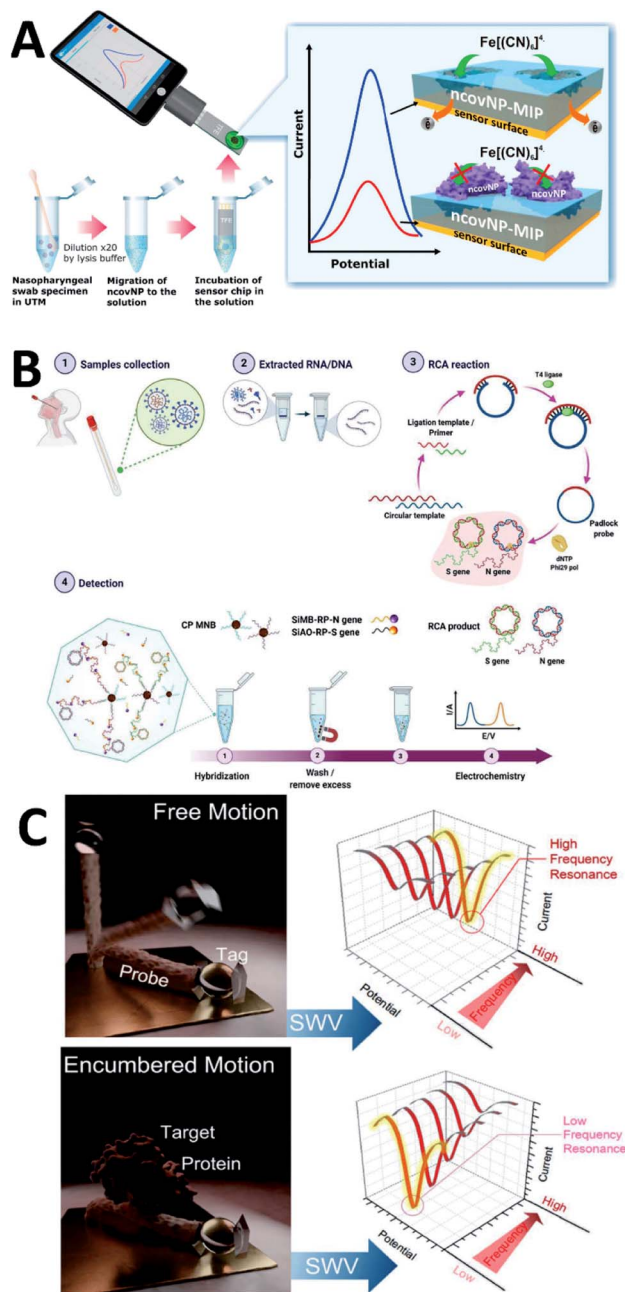 A
Current
Potential
Fe[(CN)₆]⁴⁻
ncovNP-MIP
sensor surface
ē
ē
Fe[(CN)₆]⁴⁻
ncovNP
ncovNP
ncovNP-MIP
sensor surface
TFE
Dilution x20
by lysis buffer
Nasopharyngeal
swab specimen
in UTM
Migration of
ncovNP to the
solution
Incubation of
sensor chip in
the solution
B
1 Samples collection
2 Extracted RNA/DNA
3 RCA reaction
T4 ligase
Ligation template /
Primer
Circular template
Padlock
probe
dNTP
Phi29 pol
S gene
N gene
4 Detection
CP MNB
SiMB-RP-N gene
SiAO-RP-S gene
RCA product
S gene
N gene
I/A
E/V
1
2
3
4
Hybridization
Wash /
remove excess
Electrochemistry
C
Free Motion
Probe
Tag
SWV
High
Frequency
Resonance
Current
Potential
Low
Frequency
High
Encumbered Motion
Target
Protein
SWV
Low
Frequency
Resonance
Current
Potential
Low
Frequency
High